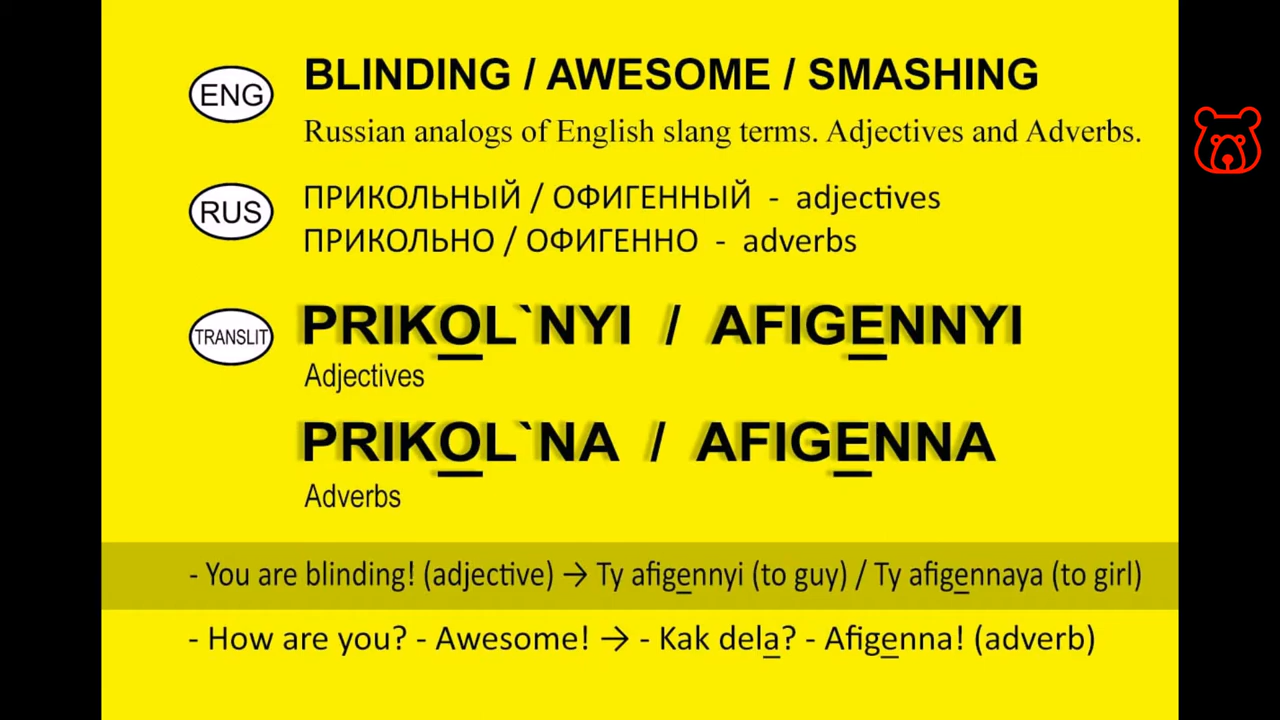 ENG
BLINDING / AWESOME / SMASHING
Russian analogs of English slang terms. Adjectives and Adverbs.
RUS
ПРИКОЛЬНЫЙ / ОФИГЕННЫЙ - adjectives
ПРИКОЛЬНО / ОФИГЕННО - adverbs
TRANSLIT
PRIKOL`NYI / AFIGENNYI
Adjectives
PRIKOL`NA / AFIGENNA
Adverbs
- You are blinding! (adjective) → Ty afigennyi (to guy) / Ty afigennaya (to girl)
- How are you? - Awesome! → - Kak dela? - Afigenna! (adverb)